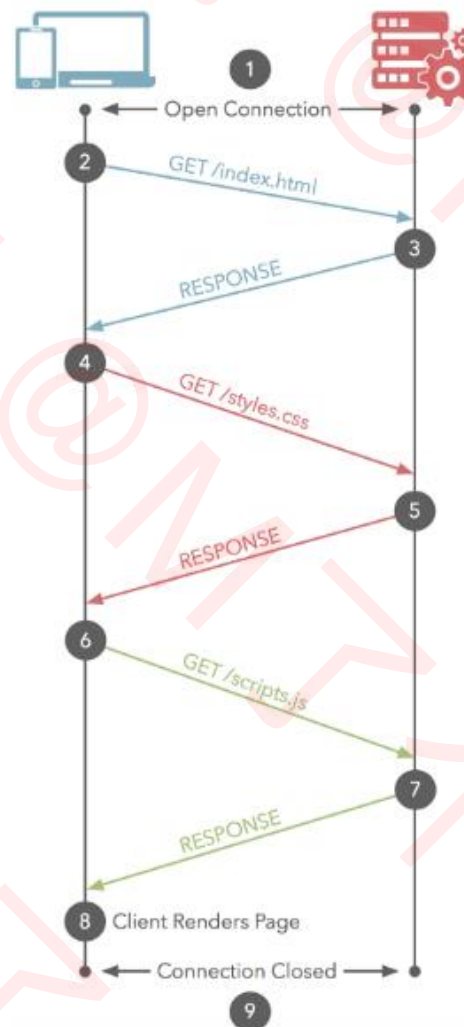 1
Open Connection
2
GET /index.html
3
RESPONSE
4
GET /styles.css
5
RESPONSE
6
GET /scripts.js
7
RESPONSE
8 Client Renders Page
Connection Closed
9